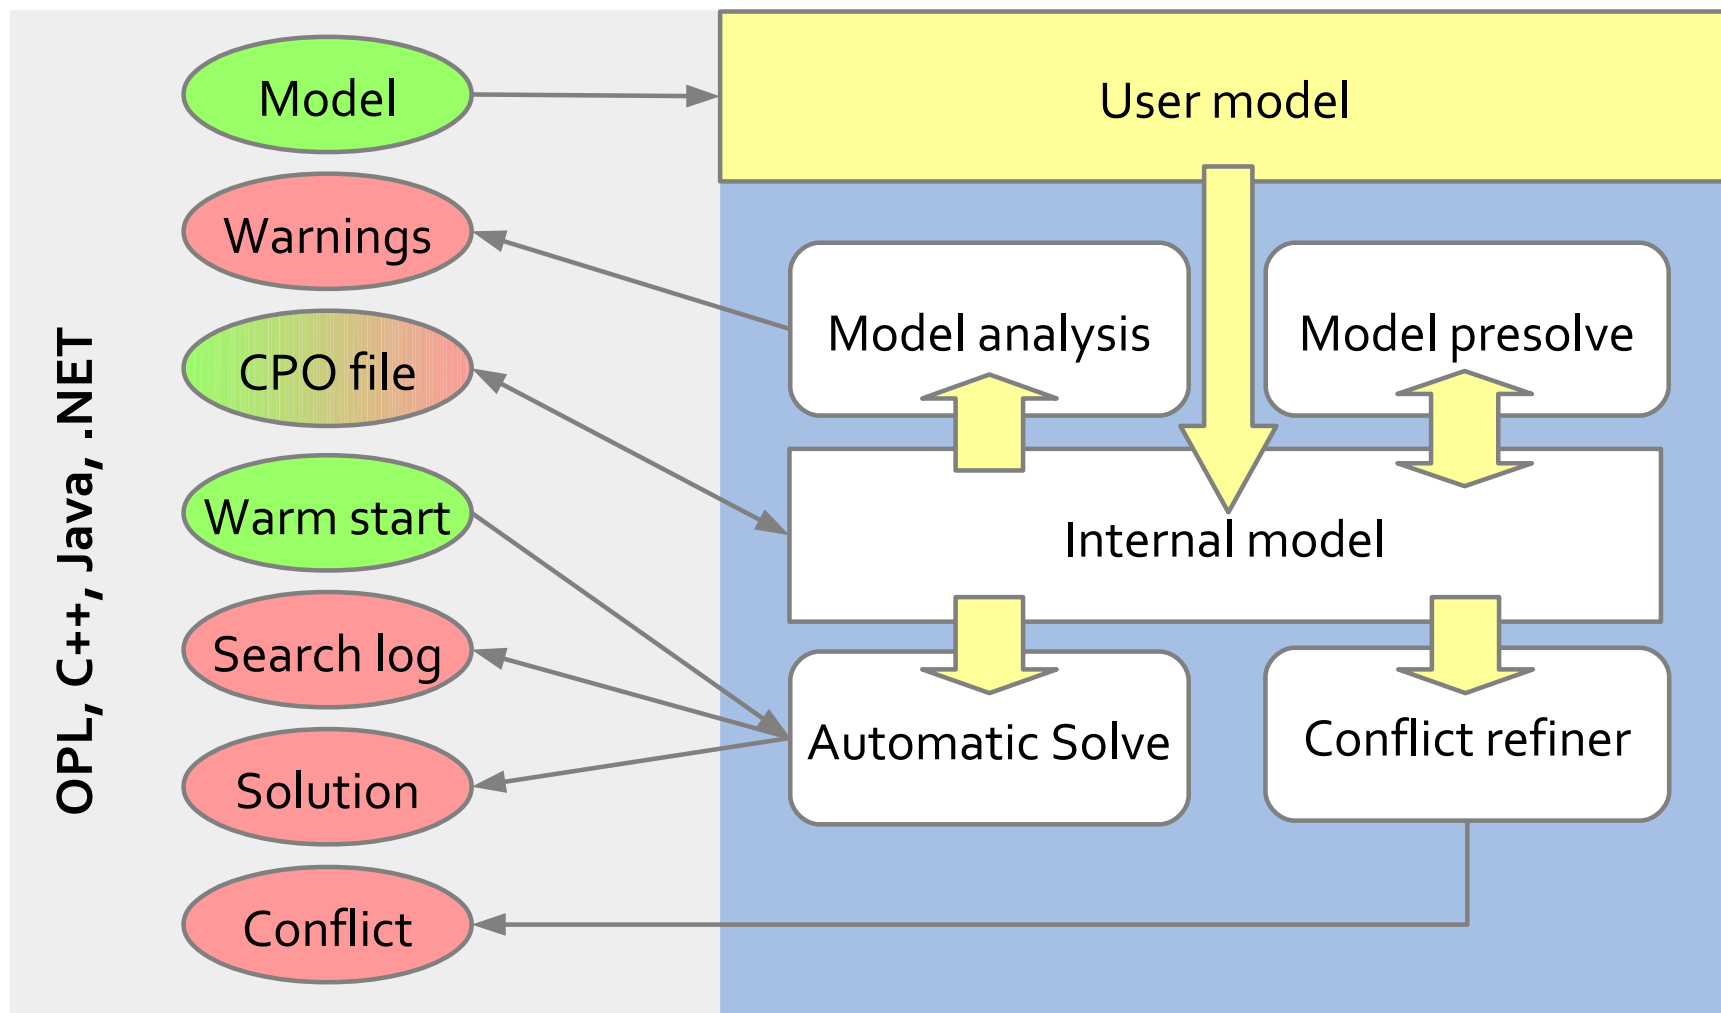 OPL, C++, Java, .NET
Model
Warnings
CPO file
Warm start
Search log
Solution
Conflict
User model
Model analysis
Model presolve
Internal model
Automatic Solve
Conflict refiner